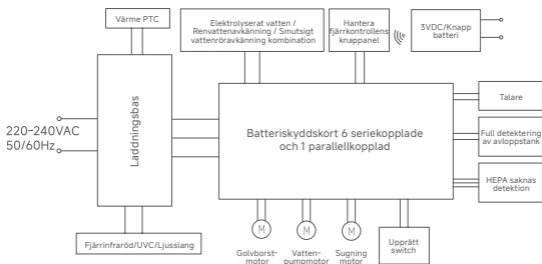 Värme PTC
Elektrolyserat vatten /
Renvattenavkänning / Smutsigt
vattenröravkänning kombination
Hantera
fjärrkontrollens
knappanel
3VDC/Knapp
batteri
220-240VAC
50/60Hz
Laddningsbas
Batteriskyddskort 6 seriekopplade
och 1 parallellkopplad
Talare
Full detektering
av avloppstank
HEPA saknas
detektion
Fjärrinfraröd/UVC/Ljusslang
M
M
M
Golvborst-
motor
Vatten-
pumpmotor
Sugning
motor
Upprätt
switch